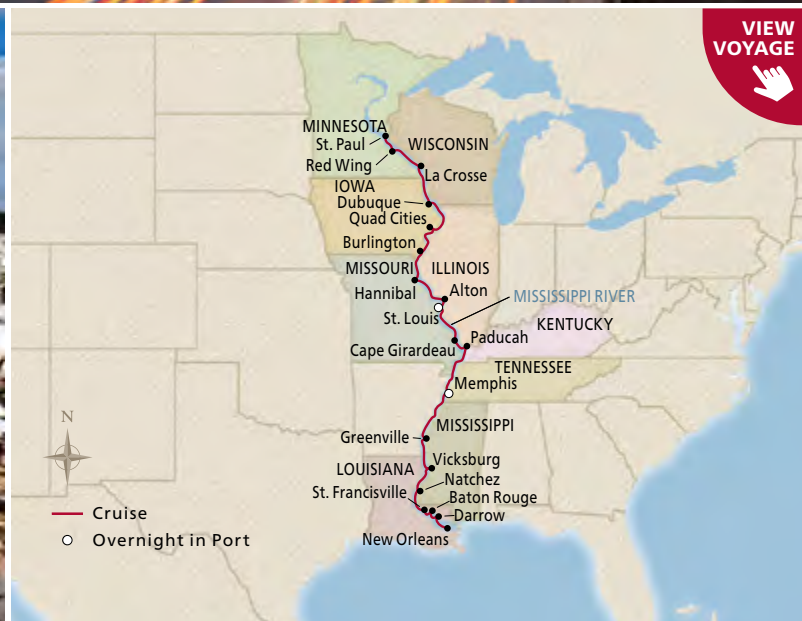 VIEW
VOYAGE
MINNESOTA
St. Paul
WISCONSIN
Red Wing
La Crosse
IOWA
Dubuque
Quad Cities
Burlington
MISSOURI
ILLINOIS
Hannibal
Alton
MISSISSIPPI RIVER
St. Louis
KENTUCKY
Cape Girardeau
Paducah
TENNESSEE
Memphis
N
MISSISSIPPI
Greenville
Vicksburg
LOUISIANA
Natchez
St. Francisville
Baton Rouge
Darrow
Cruise
New Orleans
Overnight in Port